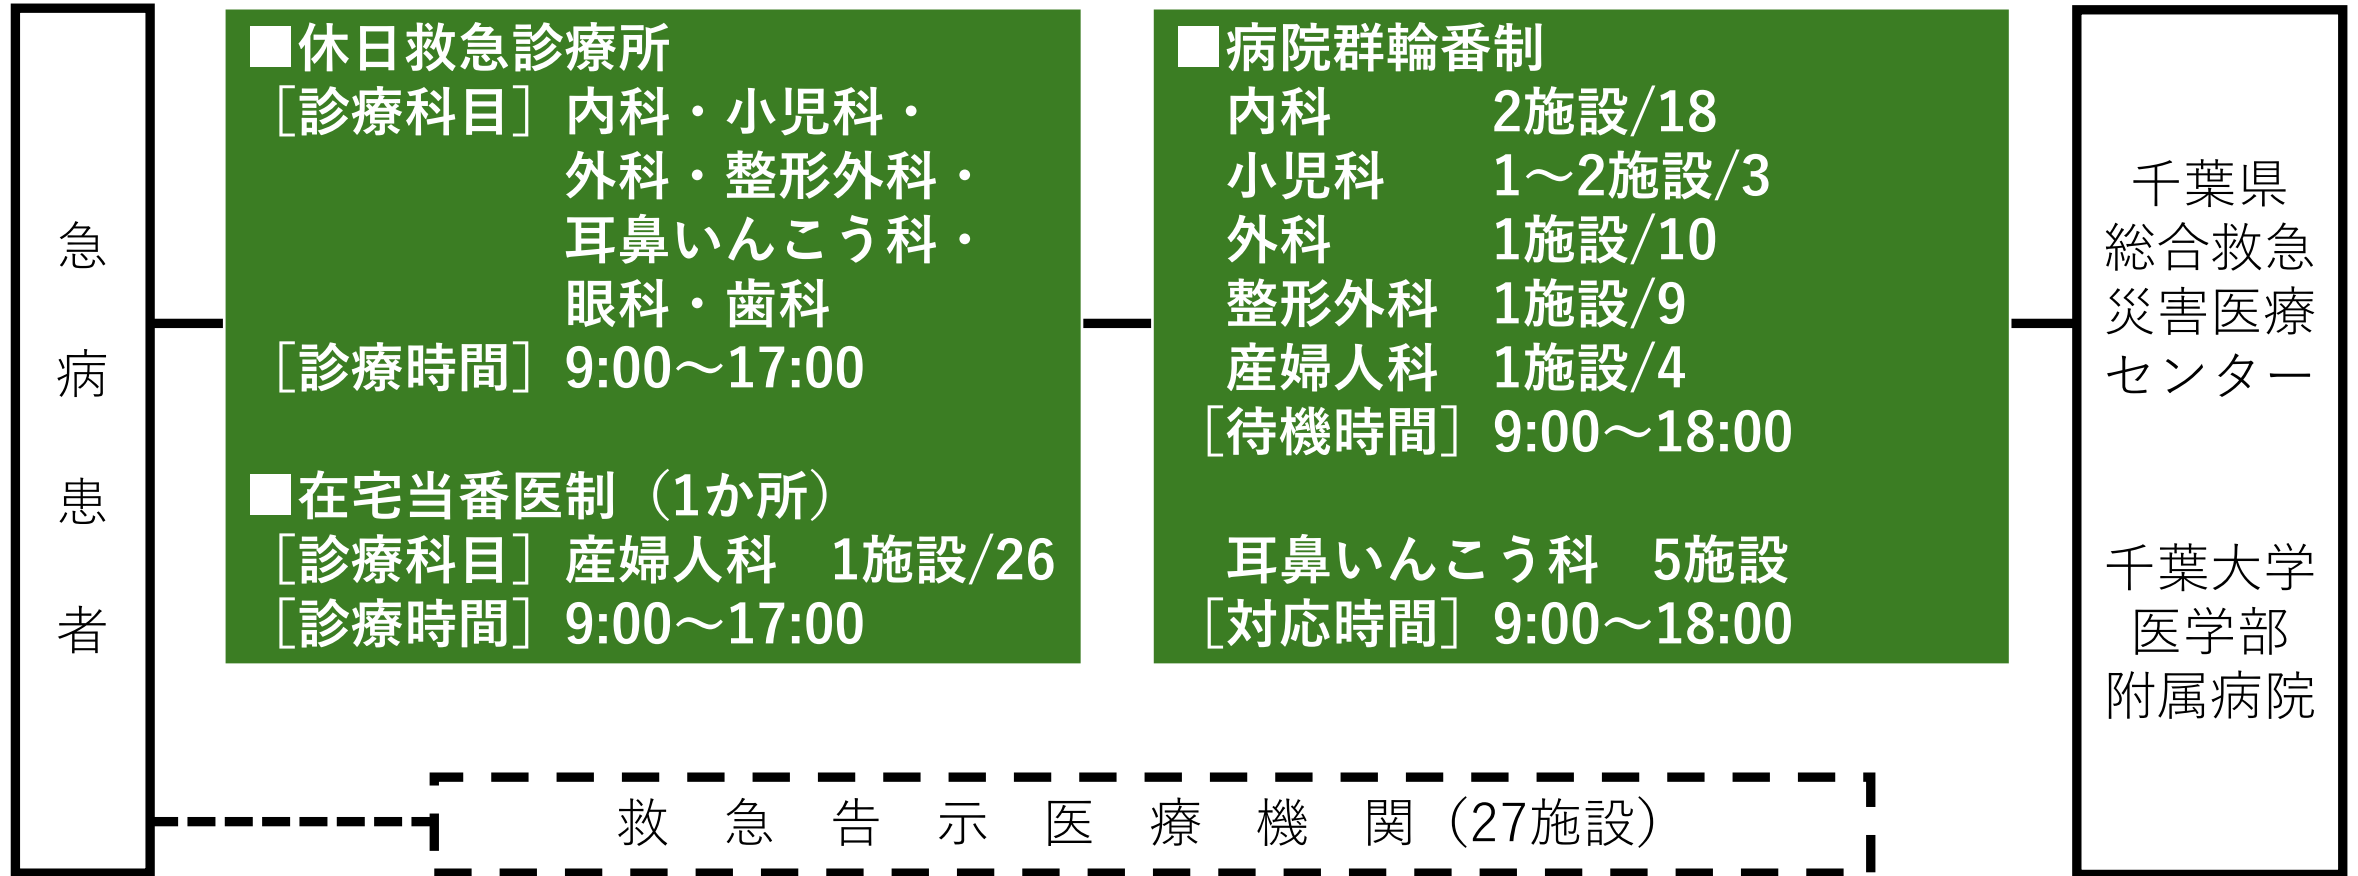 急病患者
■休日救急診療所
［診療科目］内科・小児科・
外科・整形外科・
耳鼻いんこう科・
眼科・歯科
［診療時間］9:00～17:00
■在宅当番医制（1か所）
［診療科目］産婦人科　1施設/26
［診療時間］9:00～17:00
■病院群輪番制
内科　2施設/18
小児科　1～2施設/3
外科　1施設/10
整形外科　1施設/9
産婦人科　1施設/4
［待機時間］9:00～18:00
耳鼻いんこう科　5施設
［対応時間］9:00～18:00
千葉県
総合救急
災害医療
センター
千葉大学
医学部
附属病院
救急告示医療機関（27施設）